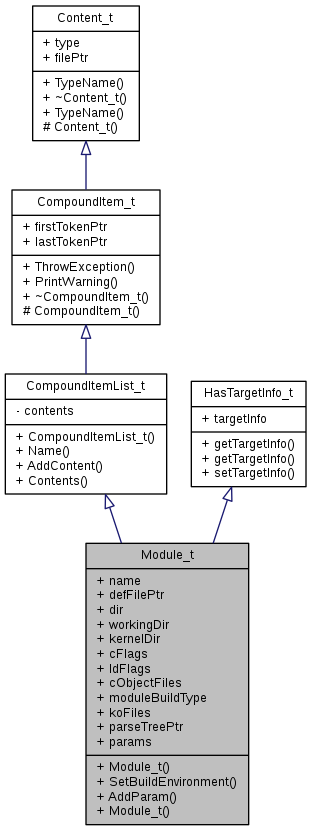 Content_t
+ type
+ filePtr
+ TypeName()
+ ~Content_t()
+ TypeName()
# Content_t()
CompoundItem_t
+ firstTokenPtr
+ lastTokenPtr
+ ThrowException()
+ PrintWarning()
+ ~CompoundItem_t()
# CompoundItem_t()
CompoundItemList_t
- contents
+ CompoundItemList_t()
+ Name()
+ AddContent()
+ Contents()
HasTargetInfo_t
+ targetInfo
+ getTargetInfo()
+ getTargetInfo()
+ setTargetInfo()
Module_t
+ name
+ defFilePtr
+ dir
+ workingDir
+ kernelDir
+ cFlags
+ ldFlags
+ cObjectFiles
+ moduleBuildType
+ koFiles
+ parseTreePtr
+ params
+ Module_t()
+ SetBuildEnvironment()
+ AddParam()
+ Module_t()